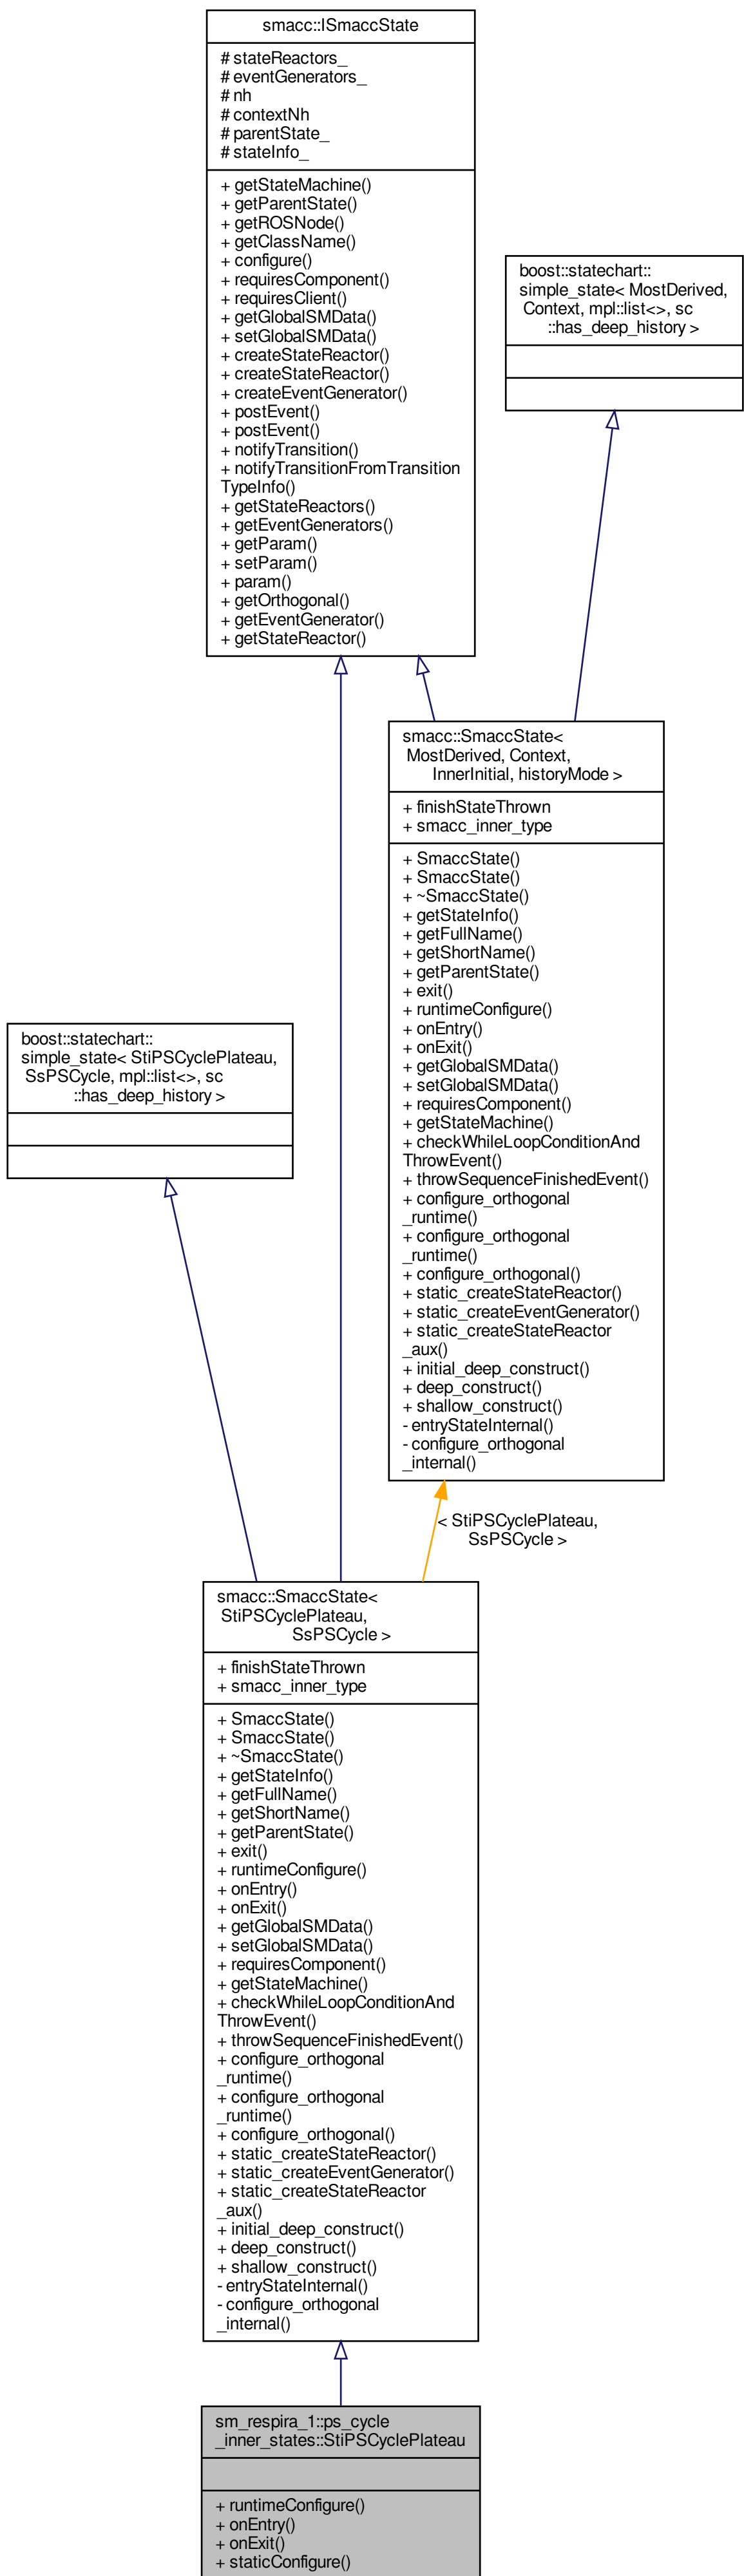 smacc::ISmaccState
# stateReactors_
# eventGenerators_
# nh
# contextNh
# parentState_
# stateInfo_
+ getStateMachine()
+ getParentState()
+ getROSNode()
+ getClassName()
+ configure()
+ requiresComponent()
+ requiresClient()
+ getGlobalSMData()
+ setGlobalSMData()
+ createStateReactor()
+ createStateReactor()
+ createEventGenerator()
+ postEvent()
+ postEvent()
+ notifyTransition()
+ notifyTransitionFromTransition
TypeInfo()
+ getStateReactors()
+ getEventGenerators()
+ getParam()
+ setParam()
+ param()
+ getOrthogonal()
+ getEventGenerator()
+ getStateReactor()
boost::statechart::
simple_state< MostDerived,
Context, mpl::list<>, sc
::has_deep_history >
smacc::SmaccState<
MostDerived, Context,
InnerInitial, historyMode >
+ finishStateThrown
+ smacc_inner_type
+ SmaccState()
+ SmaccState()
+ ~SmaccState()
+ getStateInfo()
+ getFullName()
+ getShortName()
+ getParentState()
+ exit()
+ runtimeConfigure()
+ onEntry()
+ onExit()
+ getGlobalSMData()
+ setGlobalSMData()
+ requiresComponent()
+ getStateMachine()
+ checkWhileLoopConditionAnd
ThrowEvent()
+ throwSequenceFinishedEvent()
+ configure_orthogonal
_runtime()
+ configure_orthogonal
_runtime()
+ configure_orthogonal()
+ static_createStateReactor()
+ static_createEventGenerator()
+ static_createStateReactor
_aux()
+ initial_deep_construct()
+ deep_construct()
+ shallow_construct()
- entryStateInternal()
- configure_orthogonal
_internal()
boost::statechart::
simple_state< StiPSCyclePlateau,
SsPSCycle, mpl::list<>, sc
::has_deep_history >
< StiPSCyclePlateau,
SsPSCycle >
smacc::SmaccState<
StiPSCyclePlateau,
SsPSCycle >
+ finishStateThrown
+ smacc_inner_type
+ SmaccState()
+ SmaccState()
+ ~SmaccState()
+ getStateInfo()
+ getFullName()
+ getShortName()
+ getParentState()
+ exit()
+ runtimeConfigure()
+ onEntry()
+ onExit()
+ getGlobalSMData()
+ setGlobalSMData()
+ requiresComponent()
+ getStateMachine()
+ checkWhileLoopConditionAnd
ThrowEvent()
+ throwSequenceFinishedEvent()
+ configure_orthogonal
_runtime()
+ configure_orthogonal
_runtime()
+ configure_orthogonal()
+ static_createStateReactor()
+ static_createEventGenerator()
+ static_createStateReactor
_aux()
+ initial_deep_construct()
+ deep_construct()
+ shallow_construct()
- entryStateInternal()
- configure_orthogonal
_internal()
sm_respira_1::ps_cycle
_inner_states::StiPSCyclePlateau
+ runtimeConfigure()
+ onEntry()
+ onExit()
+ staticConfigure()